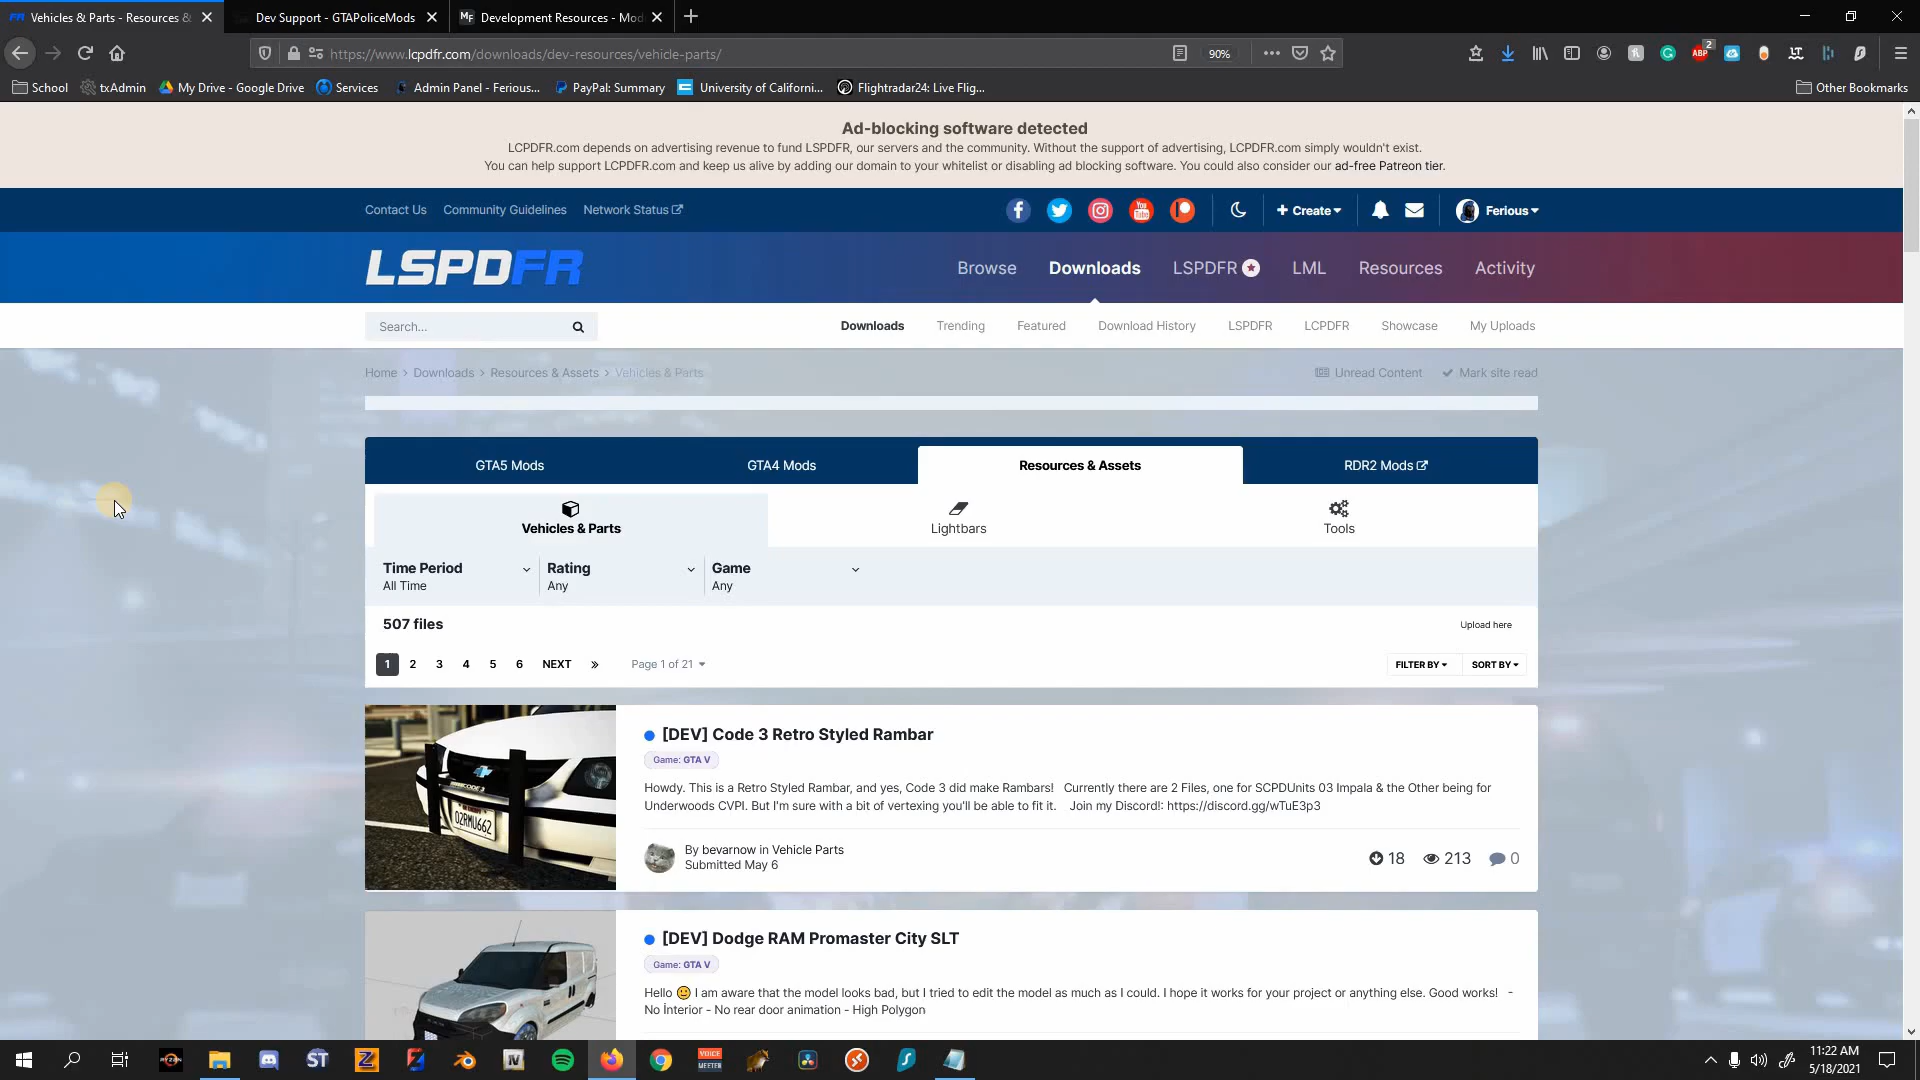 Vehicles & Parts - Resources &
Dev Support - GTAPoliceMods
Development Resources - Mod
https://www.lcpdfr.com/downloads/dev-resources/vehicle-parts/
90%
2
School
txAdmin
My Drive - Google Drive
Services
Admin Panel - Ferious...
PayPal: Summary
University of Californi...
Flightradar24: Live Flig...
Other Bookmarks
Ad-blocking software detected
LCPDFR.com depends on advertising revenue to fund LSPDFR, our servers and the community. Without the support of advertising, LCPDFR.com simply wouldn't exist.
You can help support LCPDFR.com and keep us alive by adding our domain to your whitelist or disabling ad blocking software. You could also consider our ad-free Patreon tier.
Contact Us
Community Guidelines
Network Status
+ Create
Ferious
LSPDFR
Browse
Downloads
LSPDFR
LML
Resources
Activity
Search...
Downloads
Trending
Featured
Download History
LSPDFR
LCPDFR
Showcase
My Uploads
Home > Downloads > Resources & Assets > Vehicles & Parts
Unread Content
Mark site read
GTA5 Mods
GTA4 Mods
Resources & Assets
RDR2 Mods
Vehicles & Parts
Lightbars
Tools
Time Period
All Time
Rating
Any
Game
Any
507 files
Upload here
1 2 3 4 5 6 NEXT »
Page 1 of 21
FILTER BY
SORT BY
[DEV] Code 3 Retro Styled Rambar
Game: GTA V
Howdy. This is a Retro Styled Rambar, and yes, Code 3 did make Rambars! Currently there are 2 Files, one for SCPDUnits 03 Impala & the Other being for
Underwoods CVPI. But I'm sure with a bit of vertexing you'll be able to fit it. Join my Discord!: https://discord.gg/wTuE3p3
By bevarnow in Vehicle Parts
Submitted May 6
18
213
0
CODE 3
02RMU662
[DEV] Dodge RAM Promaster City SLT
Game: GTA V
Hello 🙂 I am aware that the model looks bad, but I tried to edit the model as much as I could. I hope it works for your project or anything else. Good works! -
No İnterior - No rear door animation - High Polygon
RYZEN
ST
IV
VOICE
MEETER
11:22 AM
5/18/2021